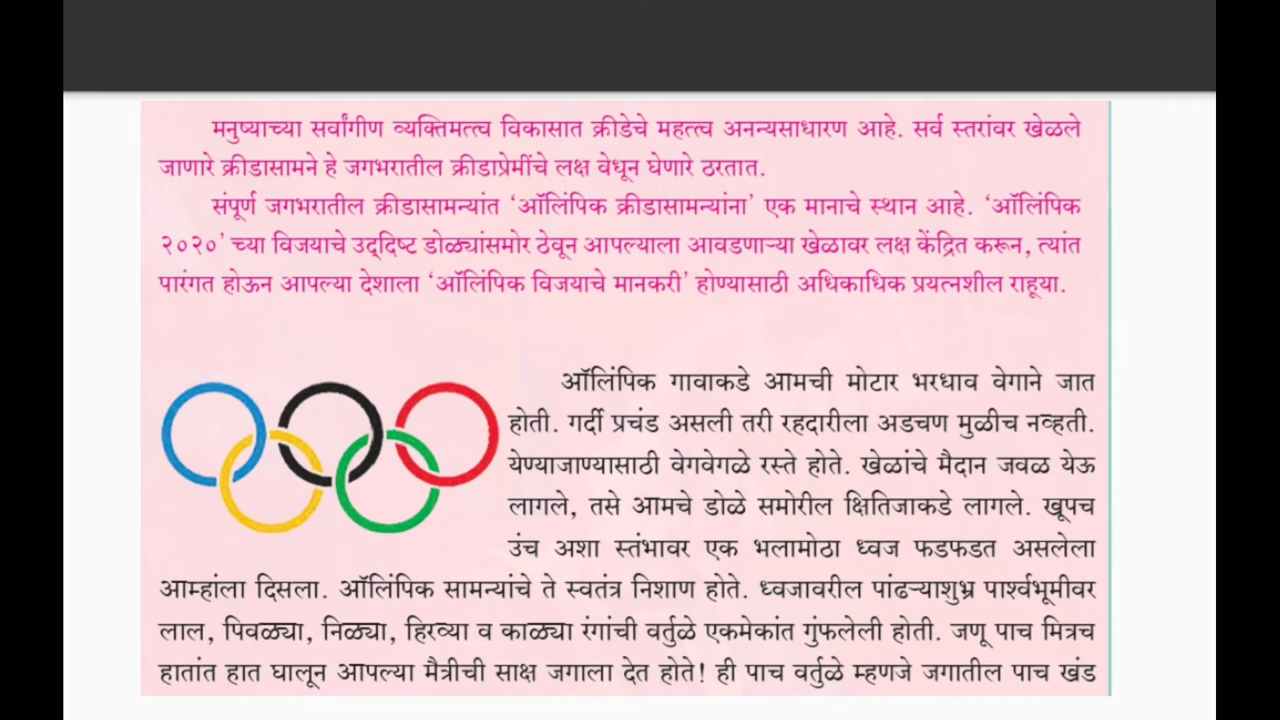 मनुष्याच्या सर्वांगीण व्यक्तिमत्त्व विकासात क्रीडेचे महत्त्व अनन्यसाधारण आहे. सर्व स्तरांवर खेळले
जाणारे क्रीडासामने हे जगभरातील क्रीडाप्रेमींचे लक्ष वेधून घेणारे ठरतात.
संपूर्ण जगभरातील क्रीडासामन्यांत ‘ऑलिंपिक क्रीडासामन्यांना’ एक मानाचे स्थान आहे. ‘ऑलिंपिक
२०२०’ च्या विजयाचे उद्‌दिष्ट डोळ्यांसमोर ठेवून आपल्याला आवडणाऱ्या खेळावर लक्ष केंद्रित करून, त्यांत
पारंगत होऊन आपल्या देशाला ‘ऑलिंपिक विजयाचे मानकरी’ होण्यासाठी अधिकाधिक प्रयत्नशील राहूया.
ऑलिंपिक गावाकडे आमची मोटार भरधाव वेगाने जात
होती. गर्दी प्रचंड असली तरी रहदारीला अडचण मुळीच नव्हती.
येण्याजाण्यासाठी वेगवेगळे रस्ते होते. खेळांचे मैदान जवळ येऊ
लागले, तसे आमचे डोळे समोरील क्षितिजाकडे लागले. खूपच
उंच अशा स्तंभावर एक भलामोठा ध्वज फडफडत असलेला
आम्हांला दिसला. ऑलिंपिक सामन्यांचे ते स्वतंत्र निशाण होते. ध्वजावरील पांढऱ्याशुभ्र पार्श्वभूमीवर
लाल, पिवळ्या, निळ्या, हिरव्या व काळ्या रंगांची वर्तुळे एकमेकांत गुंफलेली होती. जणू पाच मित्रच
हातांत हात घालून आपल्या मैत्रीची साक्ष जगाला देत होते! ही पाच वर्तुळे म्हणजे जगातील पाच खंड